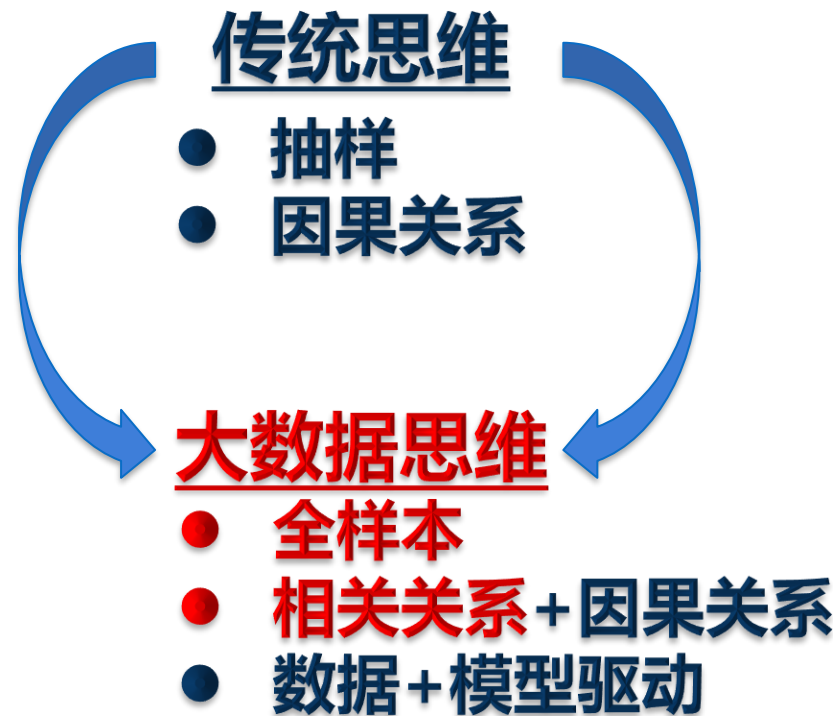 传统思维
抽样
因果关系
大数据思维
全样本
相关关系+因果关系
数据+模型驱动